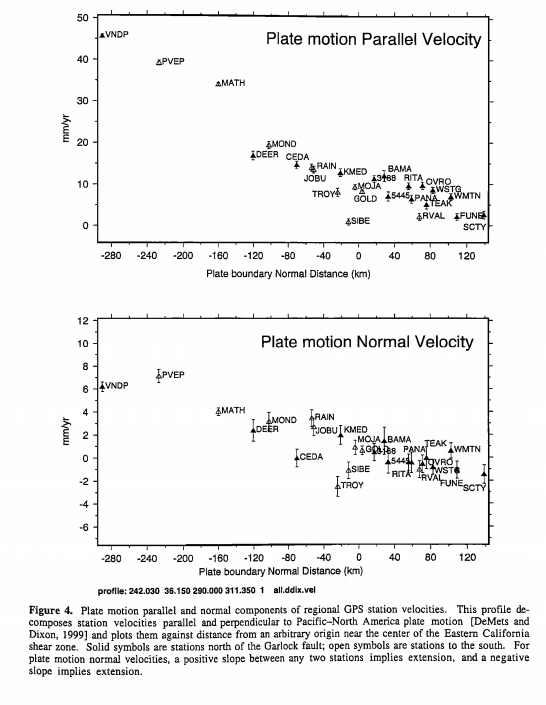 Plate motion Parallel Velocity
50
40
30
20
10
0
mm/yr
VNDP
PVEP
MATH
MOND
DEER
CEDA
RAIN
JOBU
KMED
BAMA
3188
RITA
OVRO
MOJA
WSTG
TROY
GOLD
5445
PANA
WMTN
TEAK
SIBE
RVAL
FUNE
SCTY
-280 -240 -200 -160 -120 -80 -40 0 40 80 120
Plate boundary Normal Distance (km)
Plate motion Normal Velocity
12
10
8
6
4
2
0
-2
-4
-6
mm/yr
PVEP
VNDP
MATH
MOND
RAIN
DEER
JOBU
KMED
MOJA
BAMA
TEAK
GOLD
3188
PANA
WMTN
CEDA
5445
OVRO
SIBE
RITA
WSTG
RVAL
TROY
FUNE
SCTY
-280 -240 -200 -160 -120 -80 -40 0 40 80 120
Plate boundary Normal Distance (km)
profile: 242.030 36.150 290.000 311.350 1 all.ddix.vel
Figure 4. Plate motion parallel and normal components of regional GPS station velocities. This profile de-
composes station velocities parallel and perpendicular to Pacific–North America plate motion [DeMets and
Dixon, 1999] and plots them against distance from an arbitrary origin near the center of the Eastern California
shear zone. Solid symbols are stations north of the Garlock fault; open symbols are stations to the south. For
plate motion normal velocities, a positive slope between any two stations implies extension, and a negative
slope implies extension.